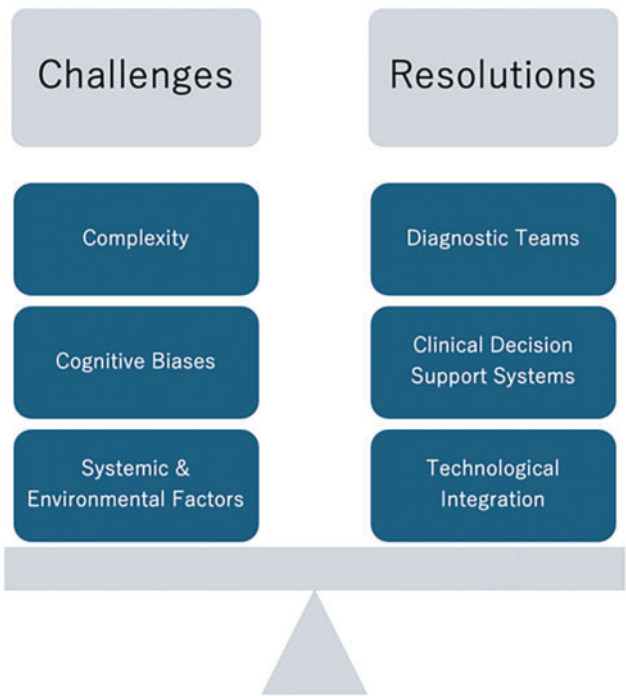 Challenges
Resolutions
Complexity
Diagnostic Teams
Cognitive Biases
Clinical Decision
Support Systems
Systemic &
Environmental Factors
Technological
Integration